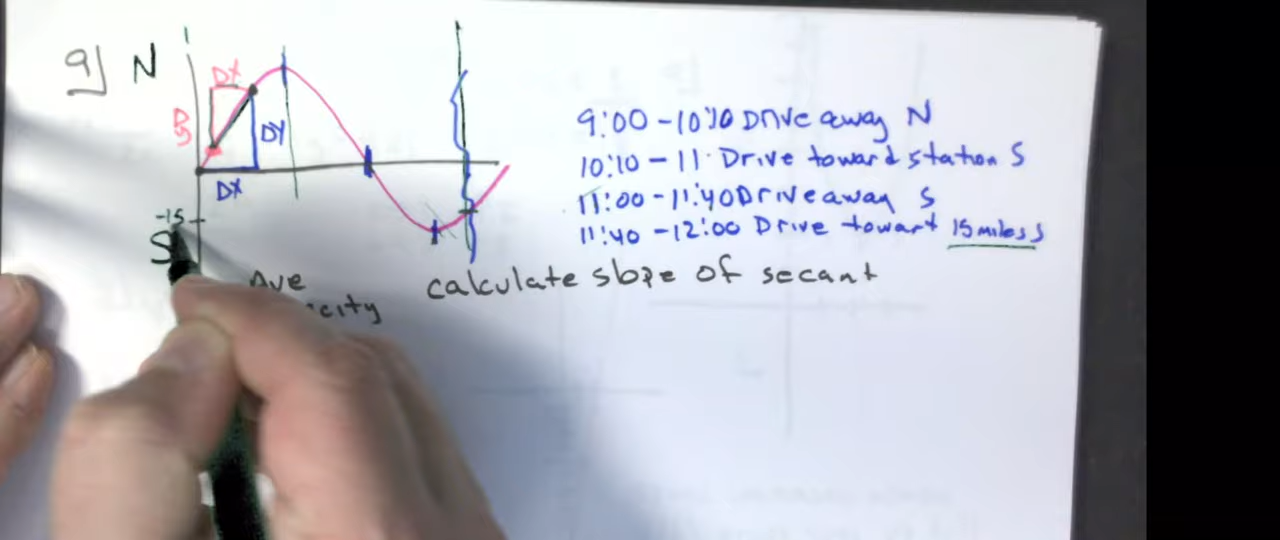 9] N
DX
DY
DX
-15
S
9:00 - 10:10 Drive away N
10:10 - 11 Drive toward station S
11:00 - 11:40 Drive away S
11:40 - 12:00 Drive towart 15 miles S
Ave
calculate slope of secant